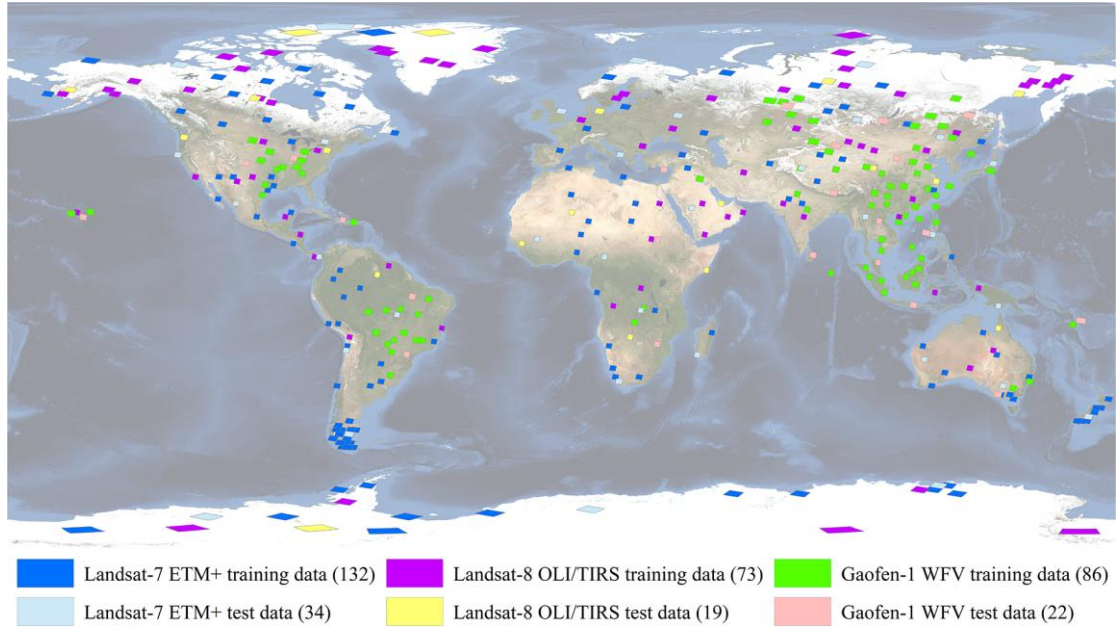 Landsat-7 ETM+ training data (132)
Landsat-8 OLI/TIRS training data (73)
Gaofen-1 WFV training data (86)
Landsat-7 ETM+ test data (34)
Landsat-8 OLI/TIRS test data (19)
Gaofen-1 WFV test data (22)